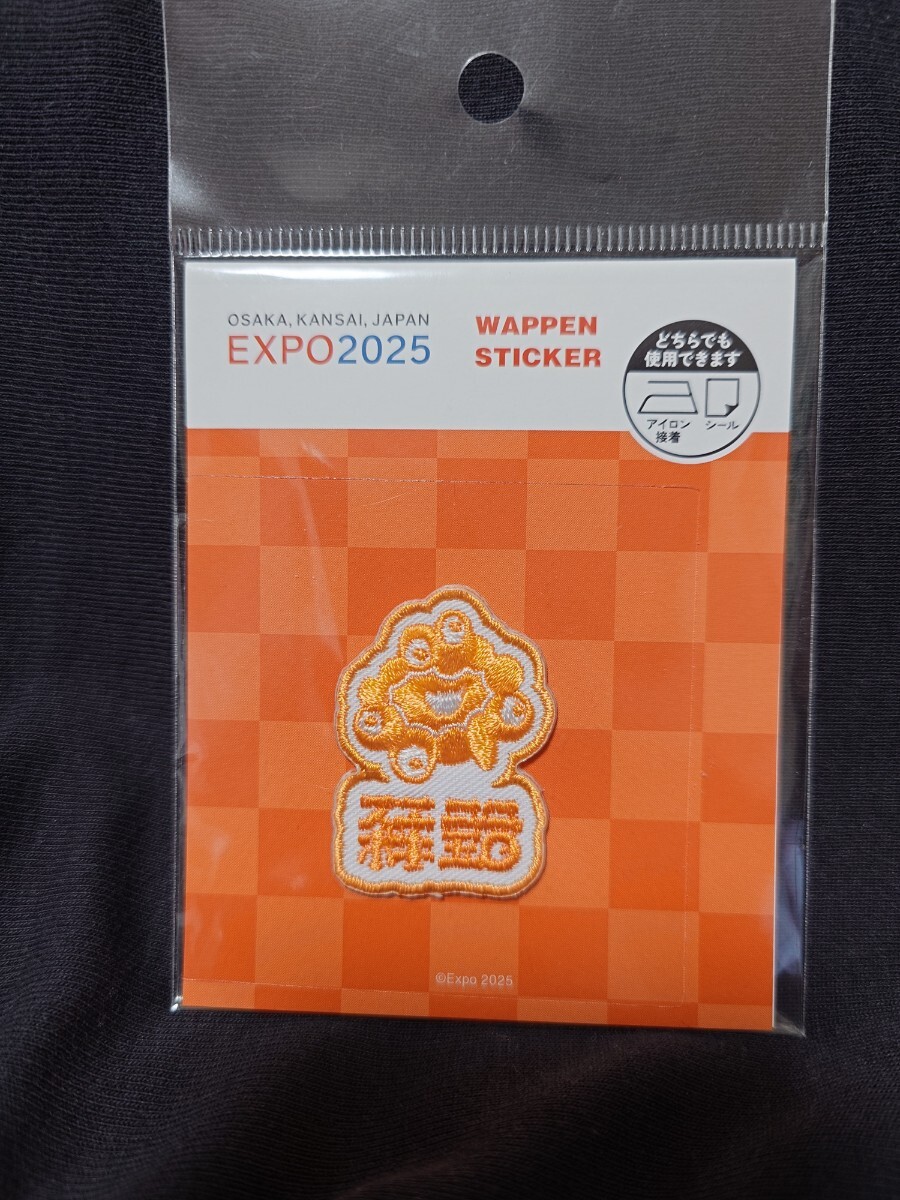 OSAKA, KANSAI, JAPAN
EXPO2025
WAPPEN
STICKER
どちらでも
使用できます
アイロン
接着
シール
©Expo 2025